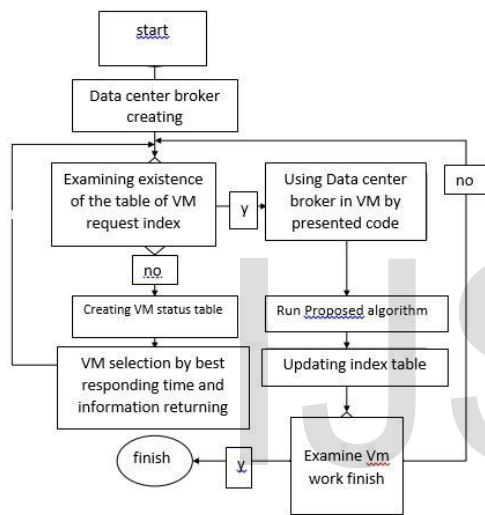 start
Data center broker
creating
Examining existence
of the table of VM
request index
y
Using Data center
broker in VM by
presented code
no
no
Creating VM status table
Run Proposed algorithm
VM selection by best
responding time and
information returning
Updating index table
finish
y
Examine Vm
work finish
IJS